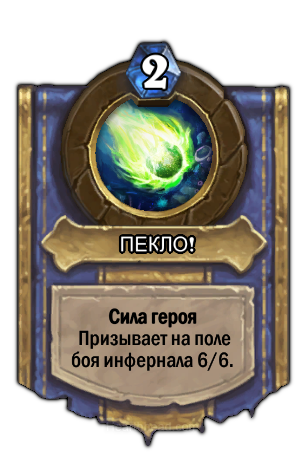 2
ПЕКЛО!
Сила героя
Призывает на поле
боя инфернала 6/6.